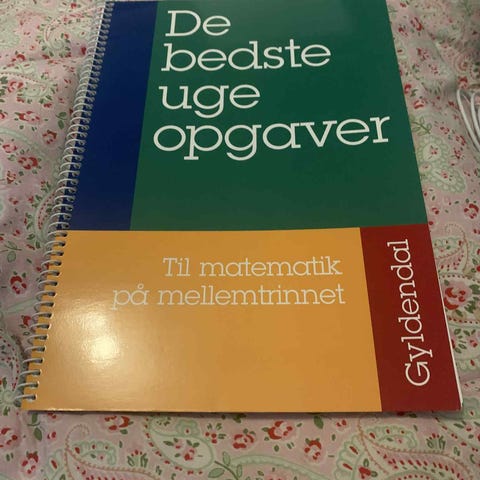 De
bedste
uge
opgaver
Til matematik
på mellemtrinnet
Gyldendal